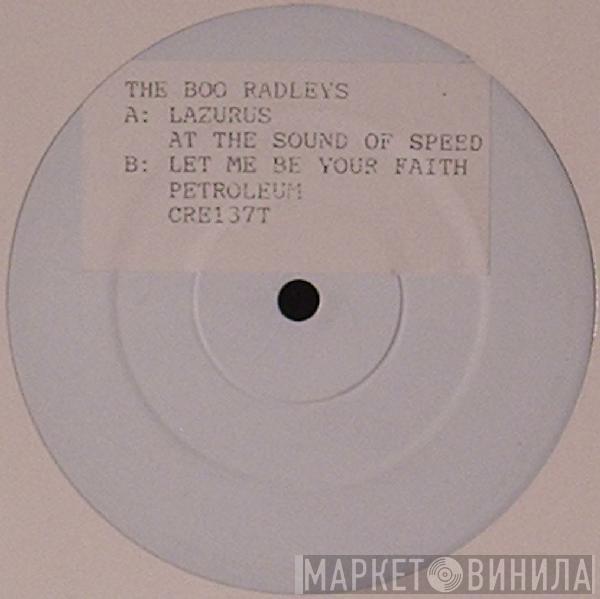 THE BOO RADLEYS
A: LAZURUS
AT THE SOUND OF SPEED
B: LET ME BE YOUR FAITH
PETROLEUM
CRE137T
МАРКЕТ ВИНИЛА